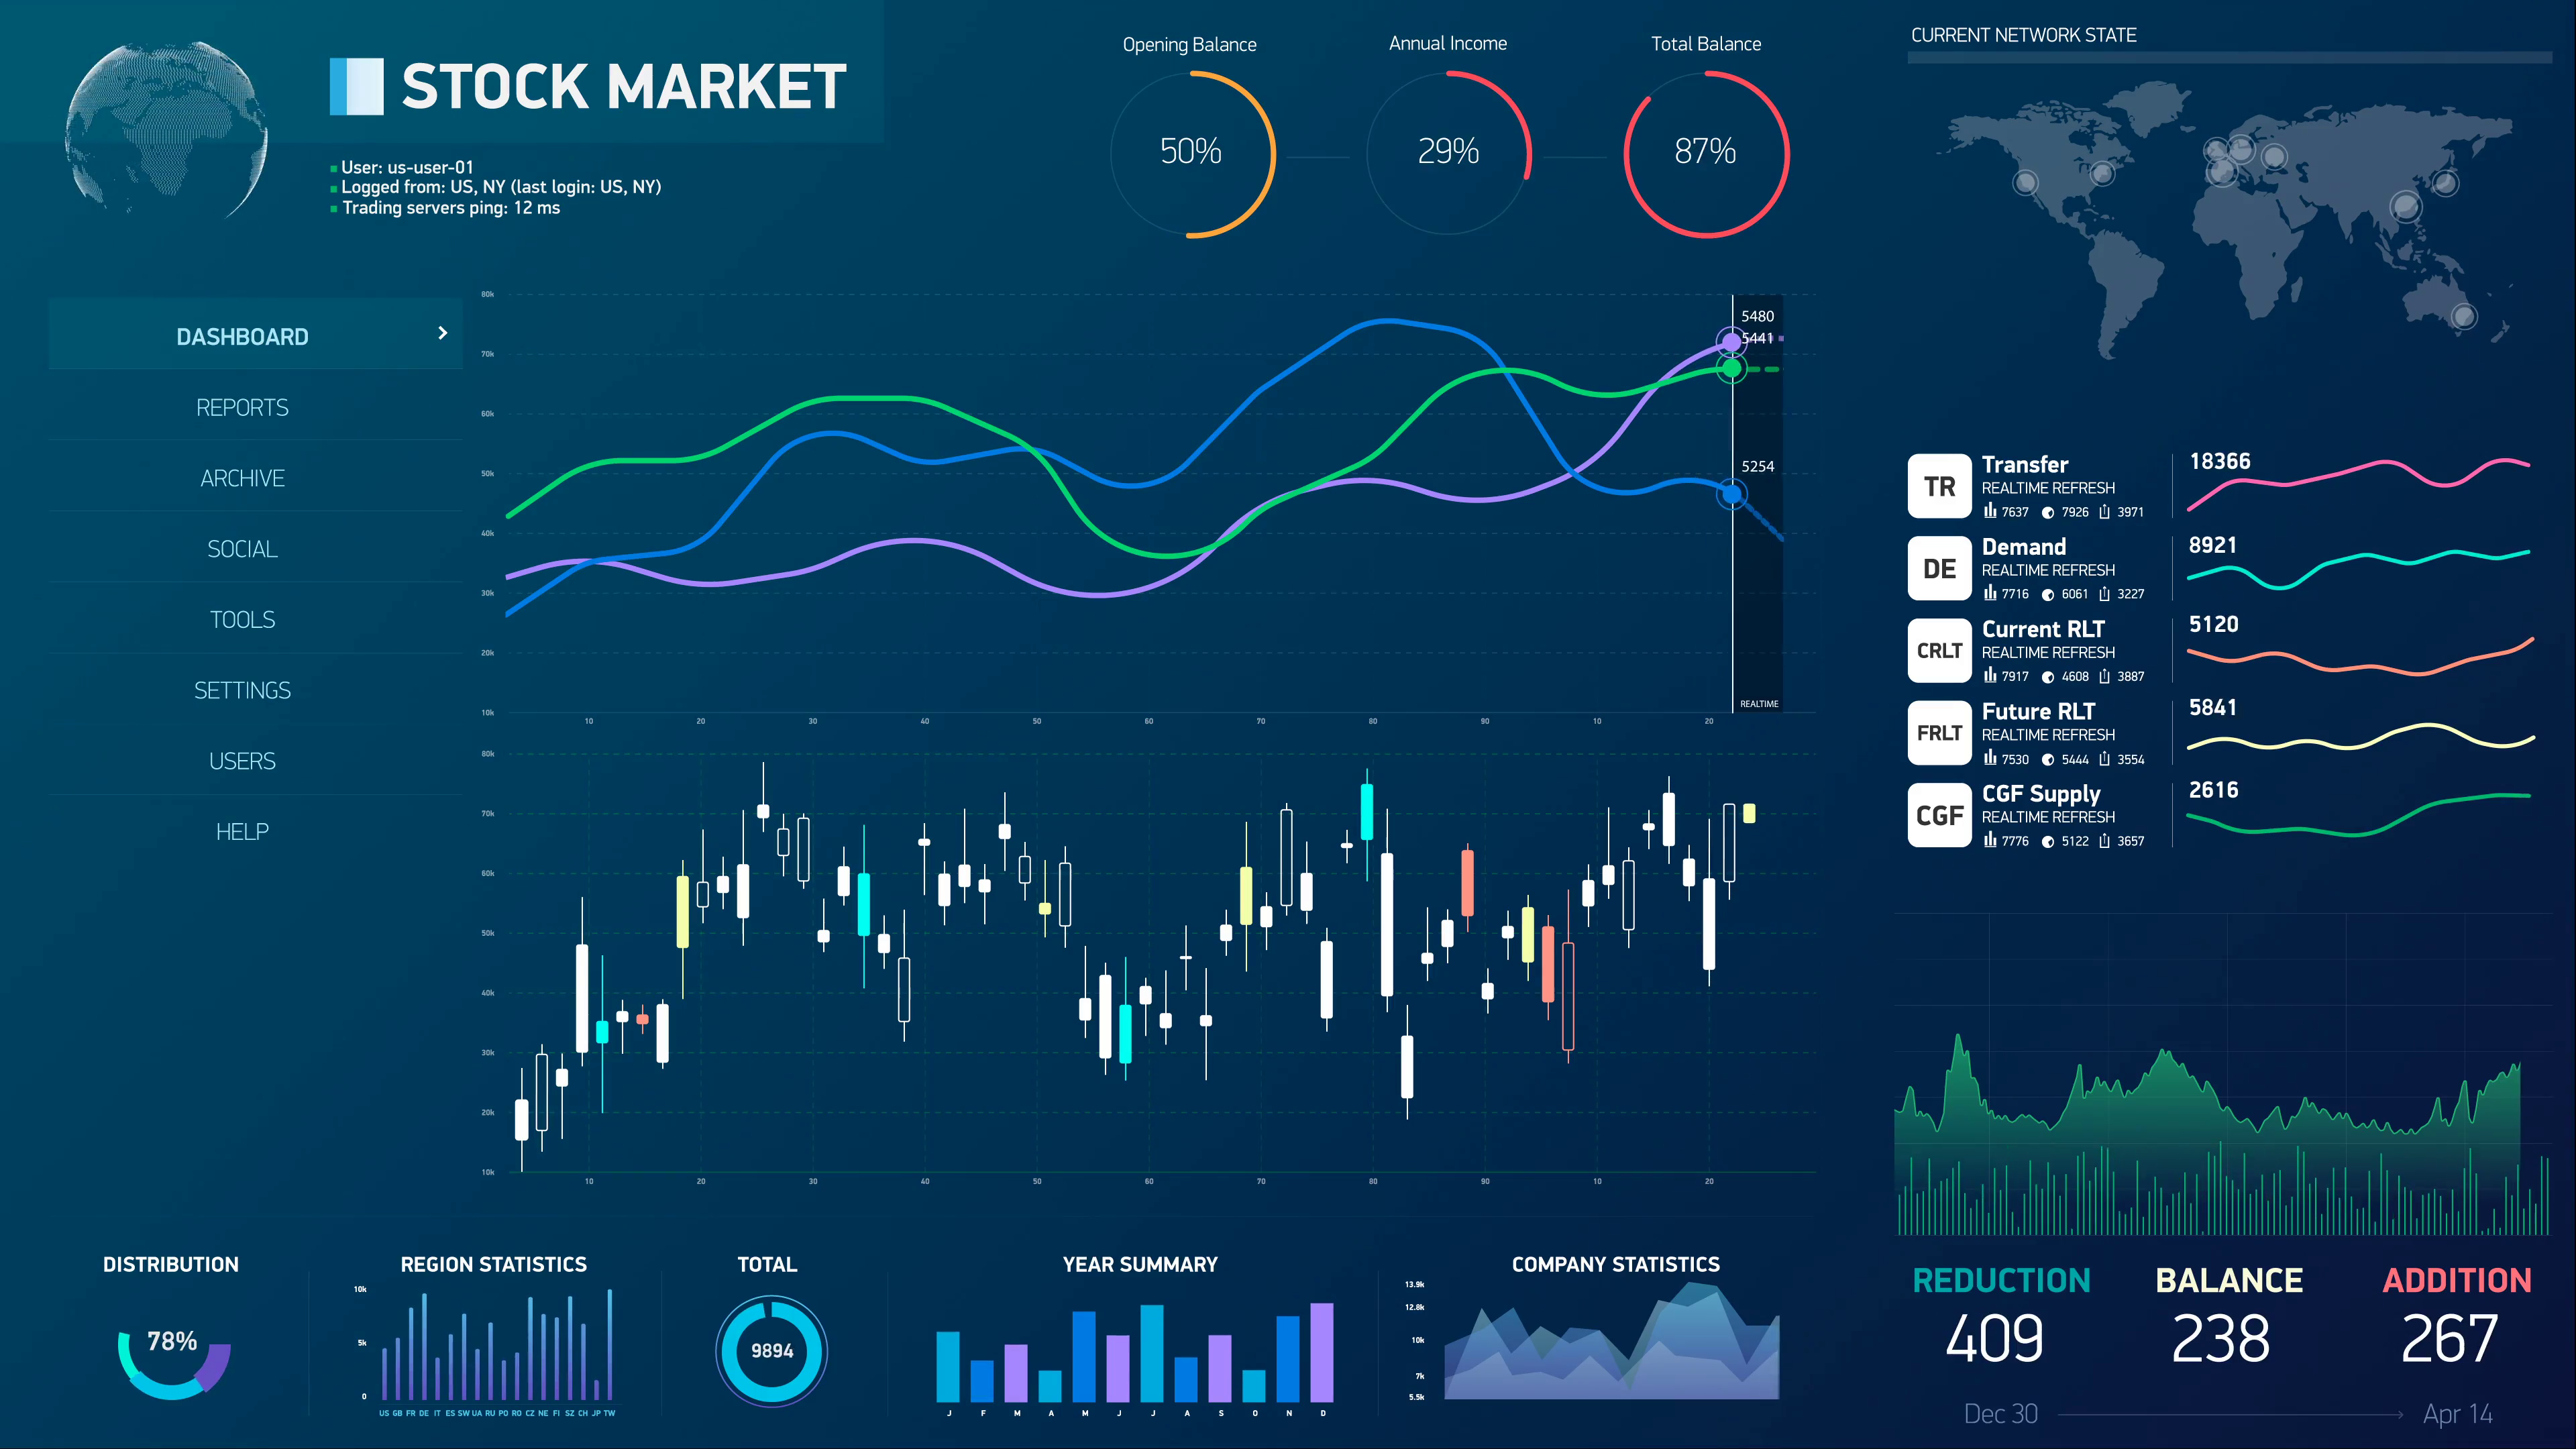 STOCK MARKET
User: us-user-01
Logged from: US, NY (last login: US, NY)
Trading servers ping: 12 ms
Opening Balance
50%
Annual Income
29%
Total Balance
87%
CURRENT NETWORK STATE
DASHBOARD
REPORTS
ARCHIVE
SOCIAL
TOOLS
SETTINGS
USERS
HELP
80k
70k
60k
50k
40k
30k
20k
10k
10 20 30 40 50 60 70 80 90 10 20
5480
5441
5254
REALTIME
80k
70k
60k
50k
40k
30k
20k
10k
10 20 30 40 50 60 70 80 90 10 20
TR
Transfer
REALTIME REFRESH
7637 7926 3971
18366
DE
Demand
REALTIME REFRESH
7716 6061 3227
8921
CRLT
Current RLT
REALTIME REFRESH
7917 4608 3887
5120
FRLT
Future RLT
REALTIME REFRESH
7530 5444 3554
5841
CGF
CGF Supply
REALTIME REFRESH
7776 5122 3657
2616
DISTRIBUTION
78%
REGION STATISTICS
10k
5k
0
US GB FR DE IT ES SW UA RU PO RO CZ NE FI SZ CH JP TW
TOTAL
9894
YEAR SUMMARY
J F M A M J J A S O N D
COMPANY STATISTICS
13.9k
12.8k
10k
7k
5.5k
REDUCTION
409
BALANCE
238
ADDITION
267
Dec 30
Apr 14